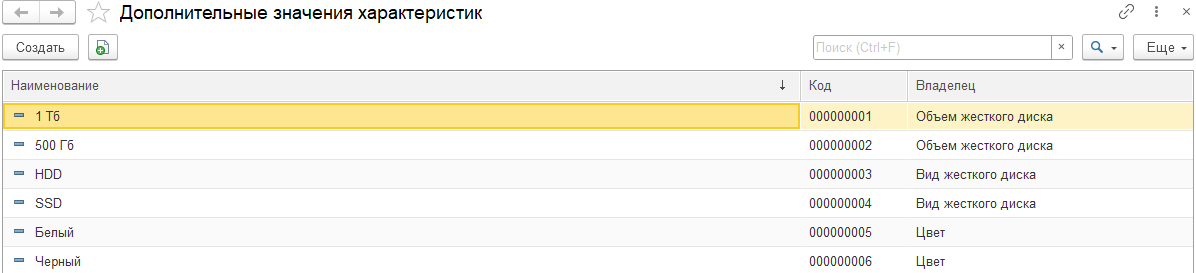 Дополнительные значения характеристик
Создать Поиск (Ctrl+F) × Еще
Наименование ↓ Код Владелец
1 Тб 000000001 Объем жесткого диска
500 Гб 000000002 Объем жесткого диска
HDD 000000003 Вид жесткого диска
SSD 000000004 Вид жесткого диска
Белый 000000005 Цвет
Черный 000000006 Цвет